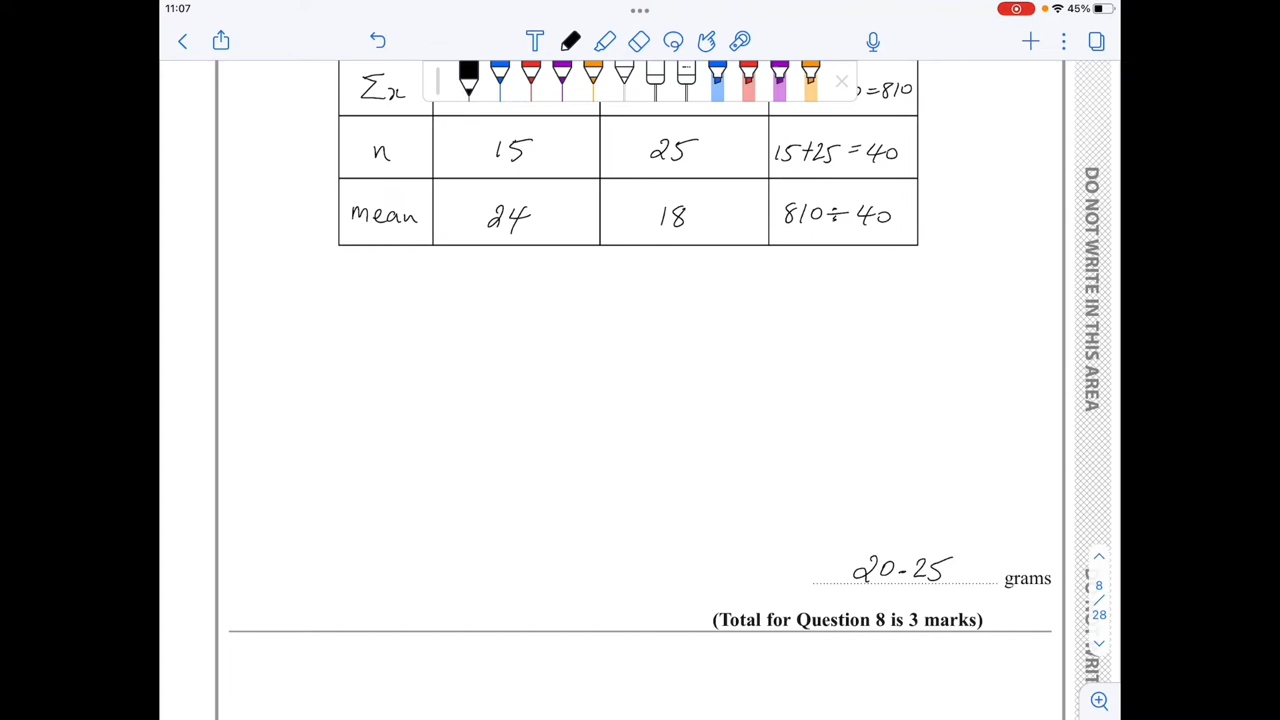 11:07
45%
T
Σx =810
n 15 25 15+25 = 40
mean 24 18 810 ÷ 40
DO NOT WRITE IN THIS AREA
20.25 grams
(Total for Question 8 is 3 marks)
8
/
28